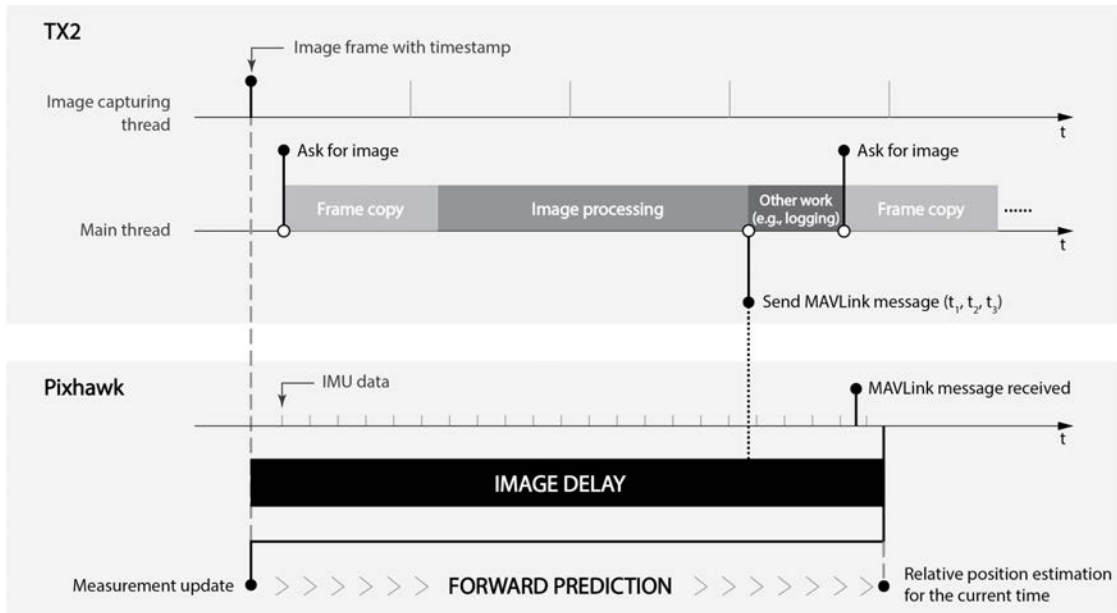 TX2
Image frame with timestamp
Image capturing
thread
t
Ask for image
Ask for image
Frame copy
Image processing
Other work
(e.g., logging)
Frame copy
......
Main thread
t
Send MAVLink message (t₁, t₂, t₃)
Pixhawk
IMU data
MAVLink message received
t
IMAGE DELAY
Measurement update
FORWARD PREDICTION
Relative position estimation
for the current time